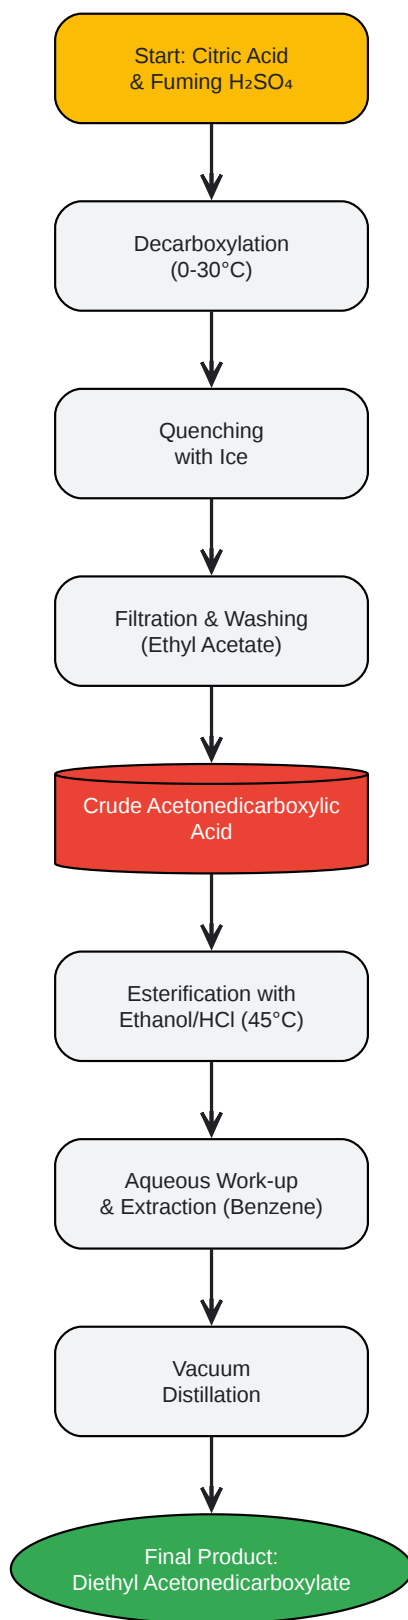 Start: Citric Acid
& Fuming H₂SO₄
Decarboxylation
(0-30°C)
Quenching
with Ice
Filtration & Washing
(Ethyl Acetate)
Crude Acetonedicarboxylic
Acid
Esterification with
Ethanol/HCl (45°C)
Aqueous Work-up
& Extraction (Benzene)
Vacuum
Distillation
Final Product:
Diethyl Acetonedicarboxylate